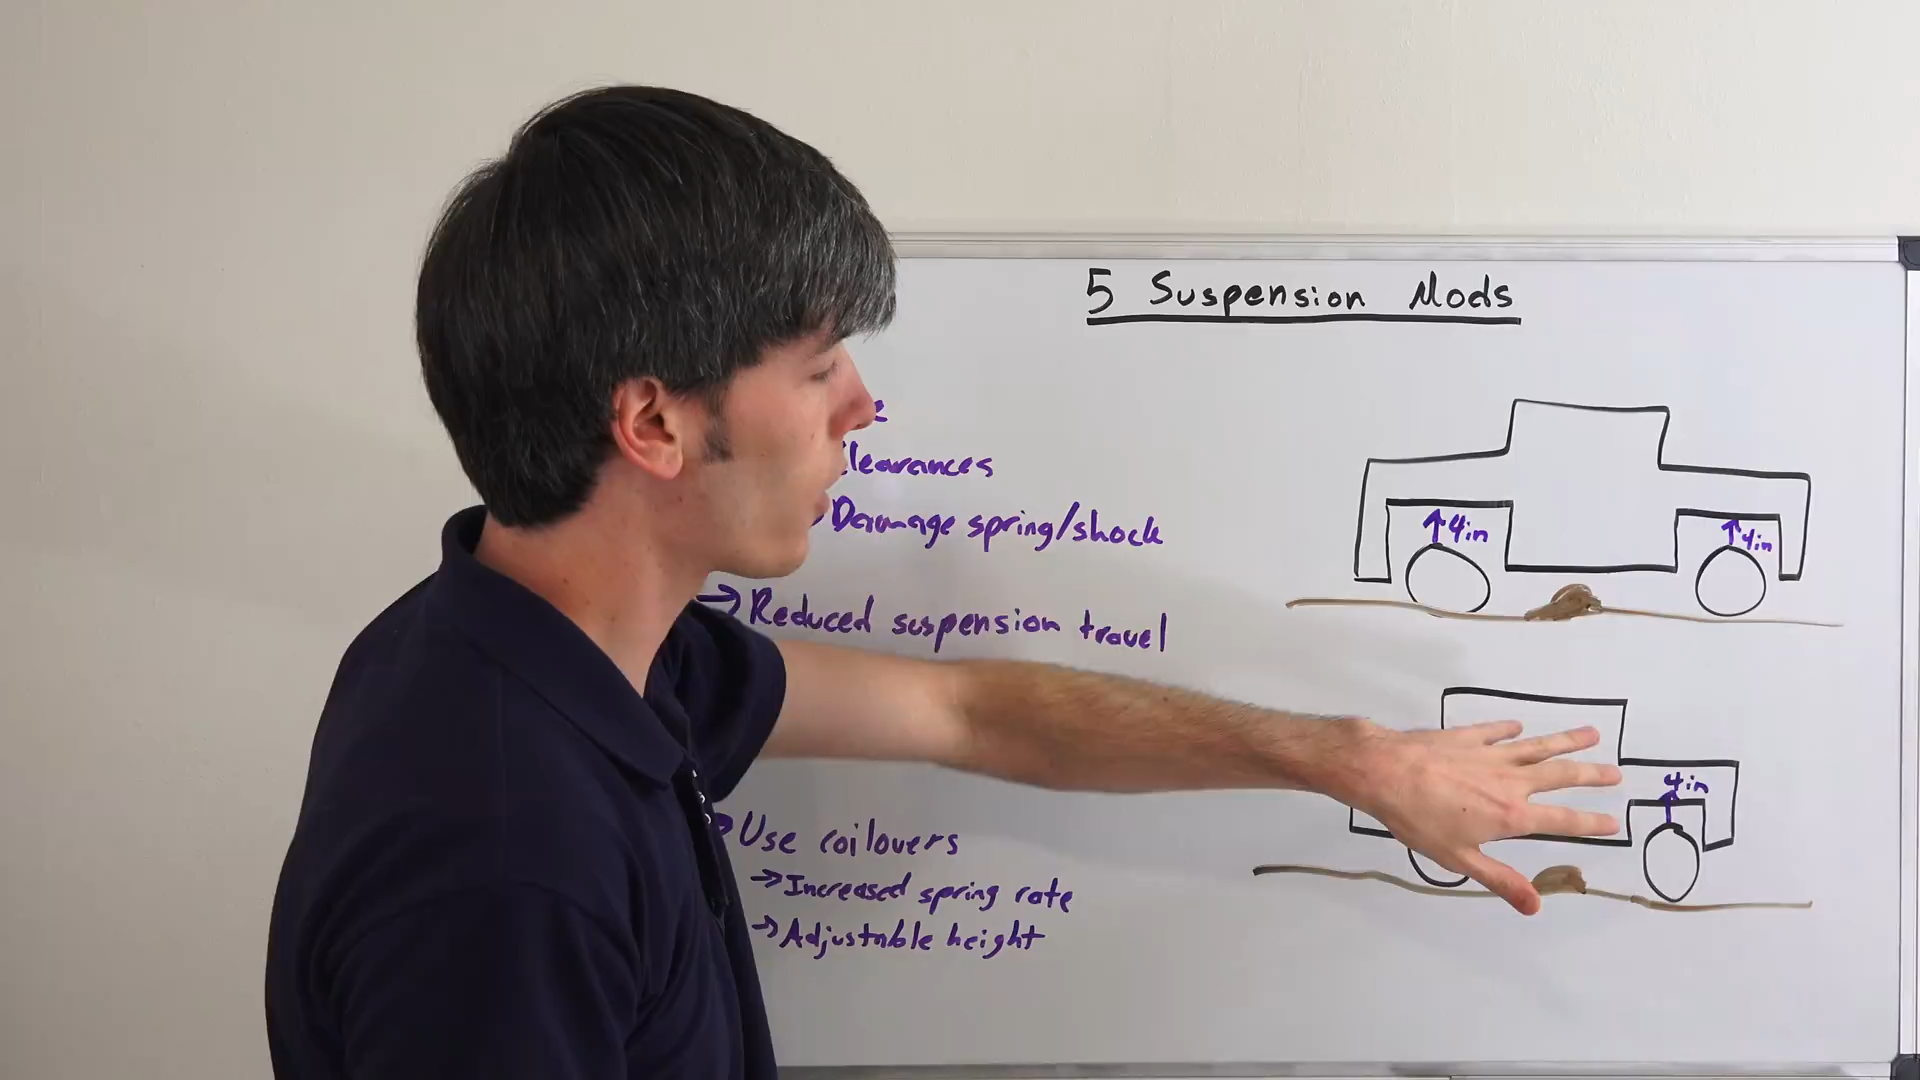 5 Suspension Mods
Clearances
Damage spring/shock
→ Reduced suspension travel
Use coilovers
→ Increased spring rate
→ Adjustable height
↑ 4in
↑ 4in
4in